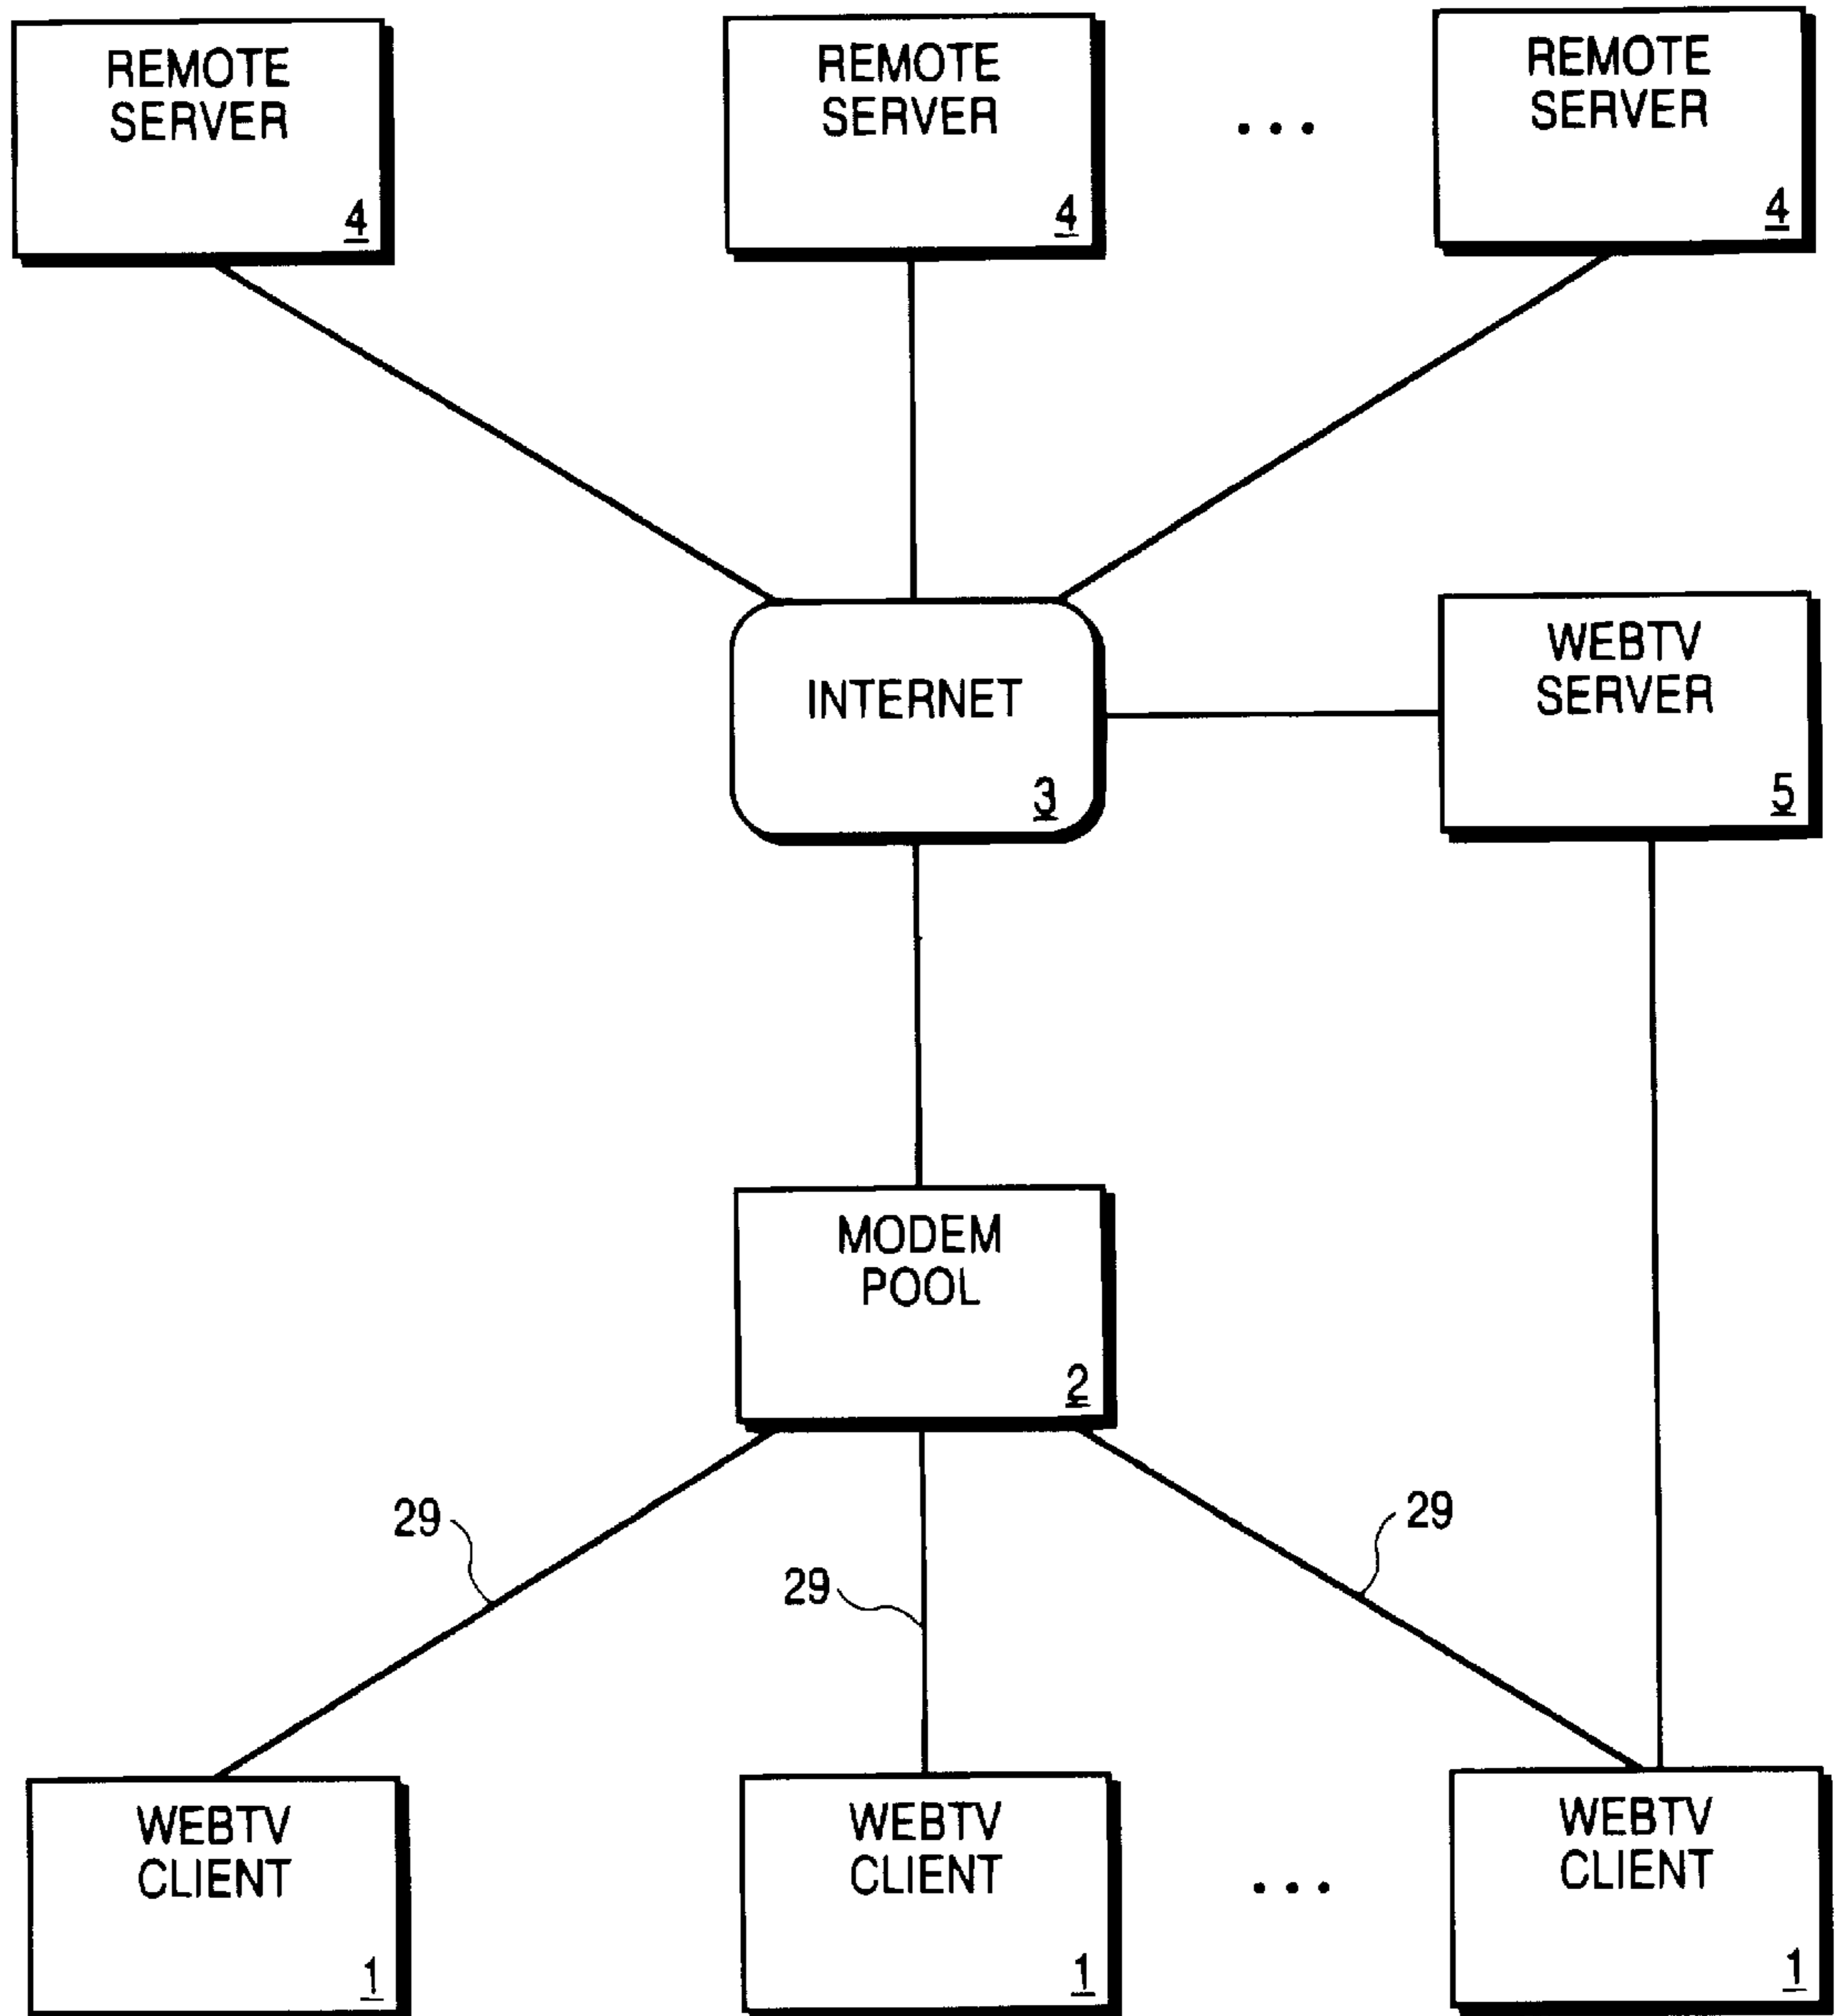 REMOTE
SERVER
4
REMOTE
SERVER
4
...
REMOTE
SERVER
4
INTERNET
3
WEBTV
SERVER
5
MODEM
POOL
2
29
29
29
WEBTV
CLIENT
1
WEBTV
CLIENT
1
...
WEBTV
CLIENT
1